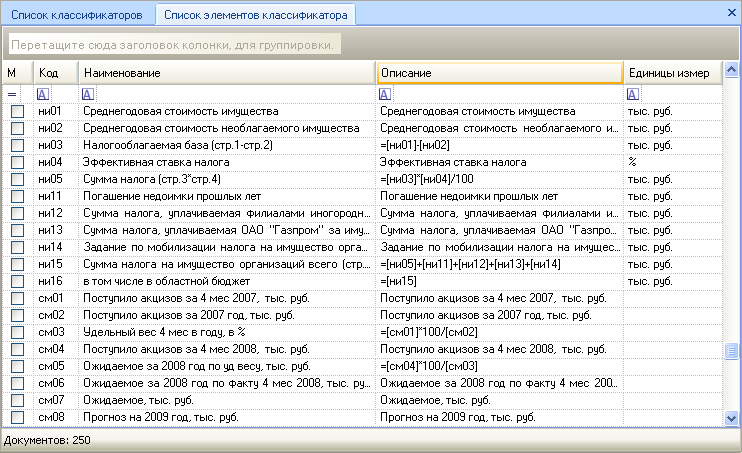 Список классификаторов Список элементов классификатора
Перетащите сюда заголовок колонки, для группировки.
М Код Наименование Описание Единицы измер
= A A A A
ни01 Среднегодовая стоимость имущества Среднегодовая стоимость имущества тыс. руб.
ни02 Среднегодовая стоимость необлагаемого имущества Среднегодовая стоимость необлагаемого и... тыс. руб.
ни03 Налогооблагаемая база (стр.1-стр.2) =[ни01]-[ни02] тыс. руб.
ни04 Эффективная ставка налога Эффективная ставка налога %
ни05 Сумма налога (стр.3*стр.4) =[ни03]*[ни04]/100 тыс. руб.
ни11 Погашение недоимки прошлых лет Погашение недоимки прошлых лет тыс. руб.
ни12 Сумма налога, уплачиваемая филиалами иногородн... Сумма налога, уплачиваемая филиалами и... тыс. руб.
ни13 Сумма налога, уплачиваемая ОАО "Газпром" за иму... Сумма налога, уплачиваемая ОАО "Газпро... тыс. руб.
ни14 Задание по мобилизации налога на имущество орга... Задание по мобилизации налога на имущес... тыс. руб.
ни15 Сумма налога на имущество организаций всего (стр.... =[ни05]+[ни11]+[ни12]+[ни13]+[ни14] тыс. руб.
ни16 в том числе в областной бюджет =[ни15] тыс. руб.
см01 Поступило акцизов за 4 мес 2007, тыс. руб. Поступило акцизов за 4 мес 2007, тыс. руб.
см02 Поступило акцизов за 2007 год, тыс. руб. Поступило акцизов за 2007 год, тыс. руб.
см03 Удельный вес 4 мес в году, в % =[см01]*100/[см02]
см04 Поступило акцизов за 4 мес 2008, тыс. руб. Поступило акцизов за 4 мес 2008, тыс. руб.
см05 Ожидаемое за 2008 год по уд весу, тыс. руб. =[см04]*100/[см03]
см06 Ожидаемое за 2008 год по факту 4 мес 2008, тыс. ру... Ожидаемое за 2008 год по факту 4 мес 200...
см07 Ожидаемое, тыс. руб. Ожидаемое, тыс. руб.
см08 Прогноз на 2009 год, тыс. руб. Прогноз на 2009 год, тыс. руб.
Документов: 250